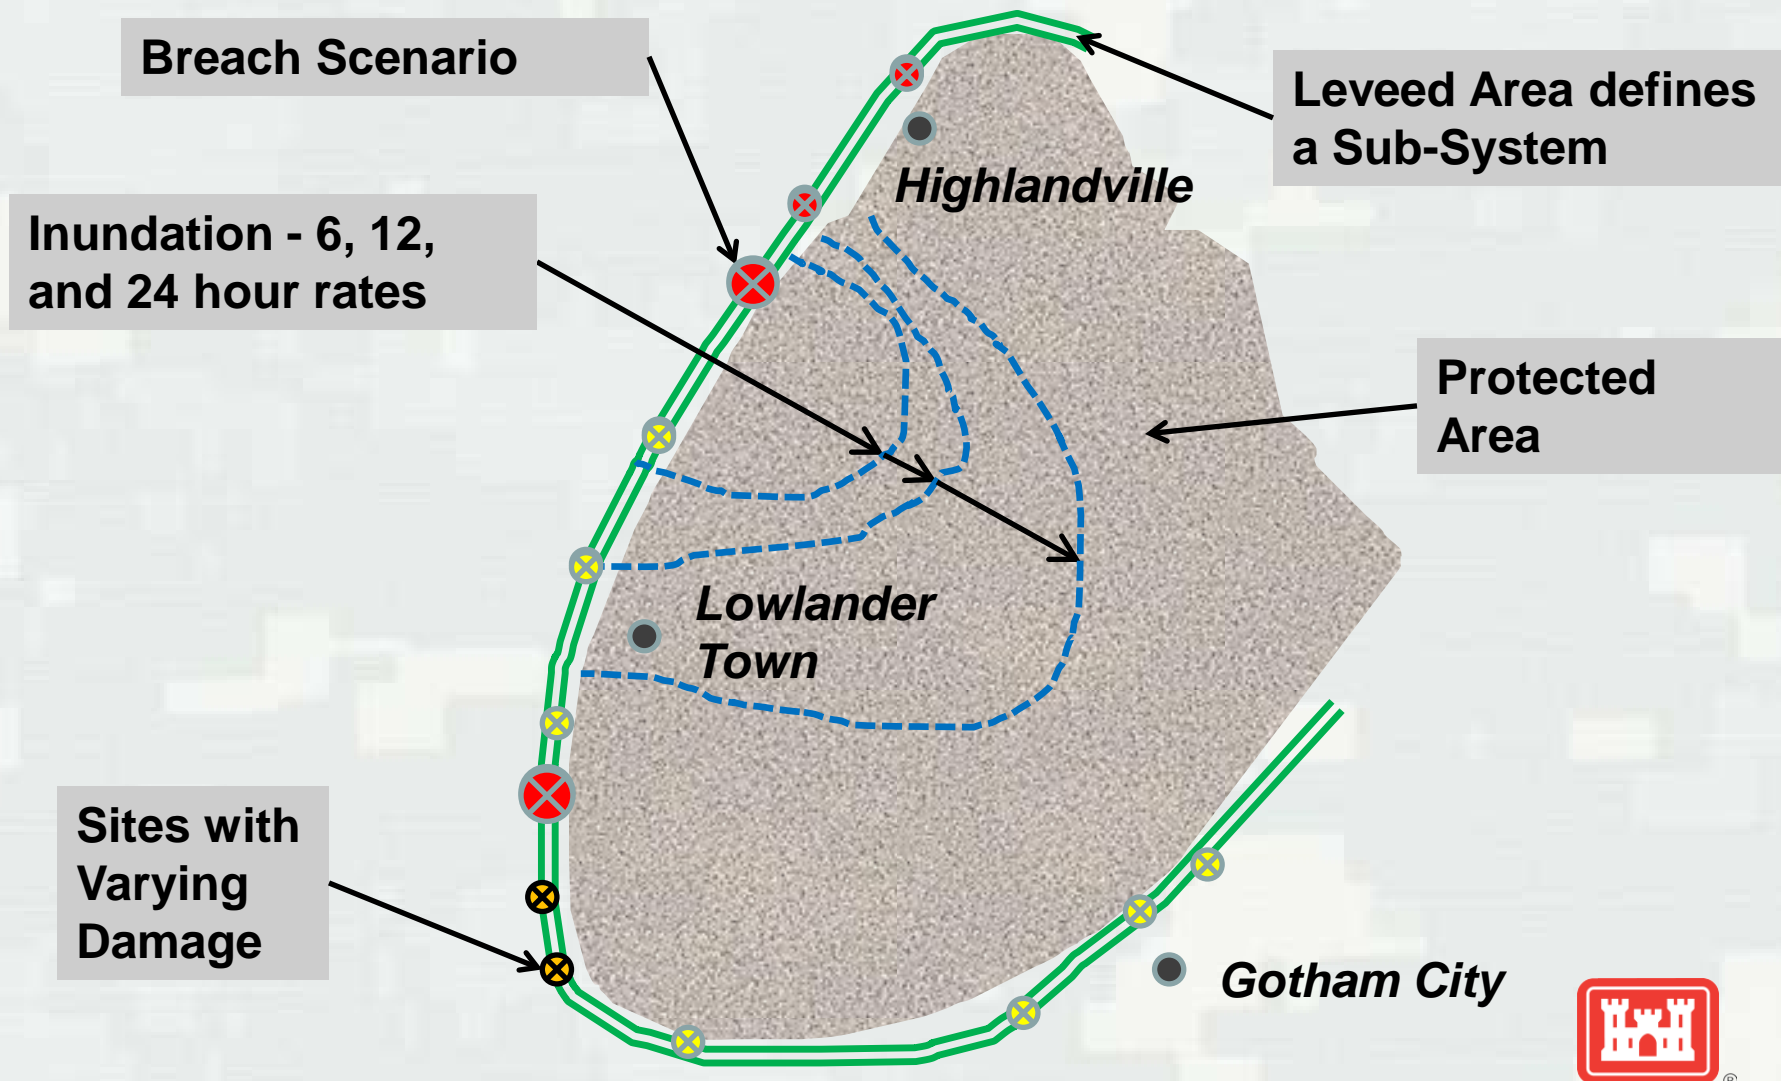 Breach Scenario
Leveed Area defines
a Sub-System
Highlandville
Inundation - 6, 12,
and 24 hour rates
Protected
Area
Lowlander
Town
Sites with
Varying
Damage
Gotham City
®